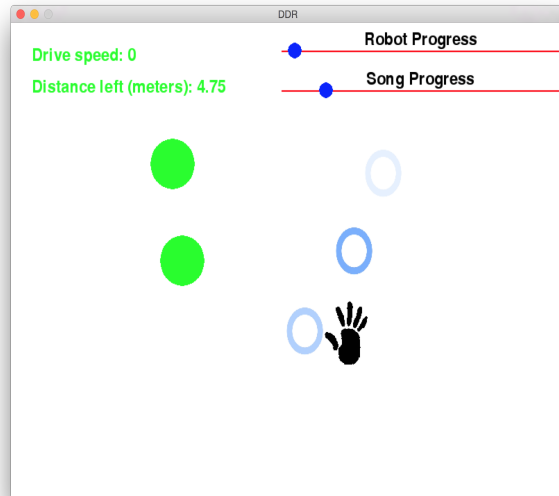 DDR
Drive speed: 0
Robot Progress
Distance left (meters): 4.75
Song Progress